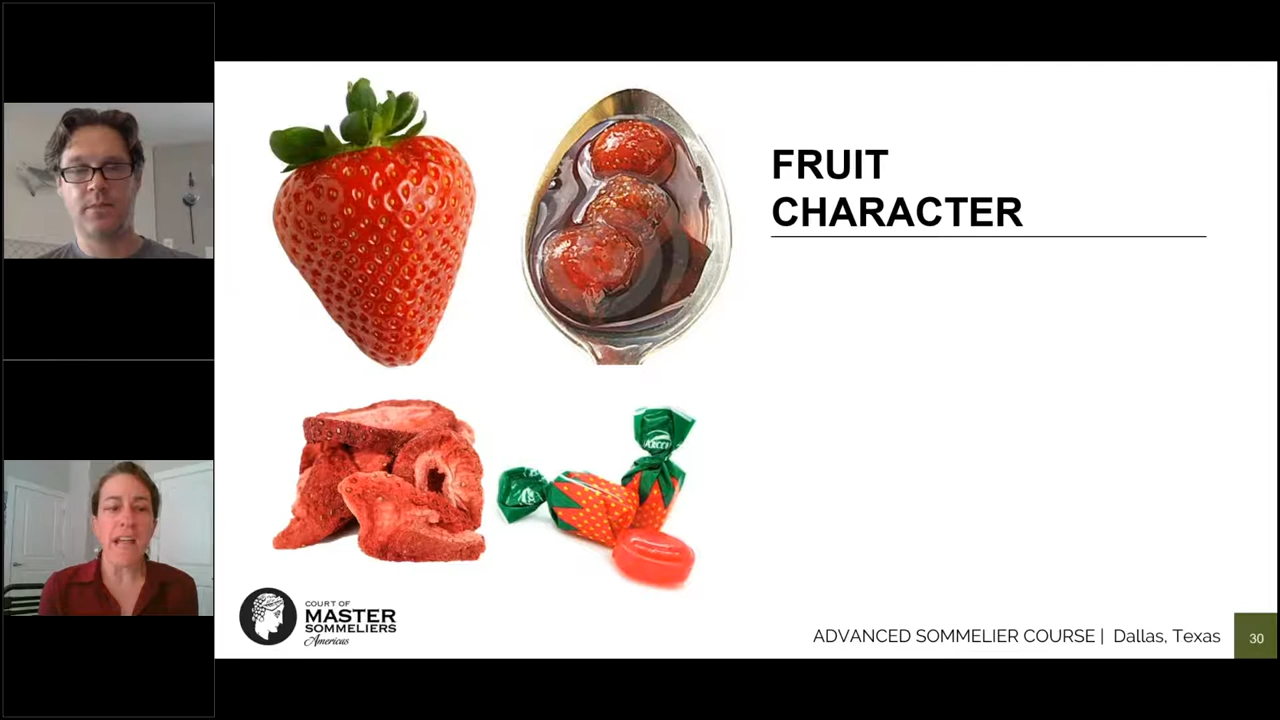 FRUIT
CHARACTER
COURT OF
MASTER
SOMMELIERS
Americas
ADVANCED SOMMELIER COURSE | Dallas, Texas
30